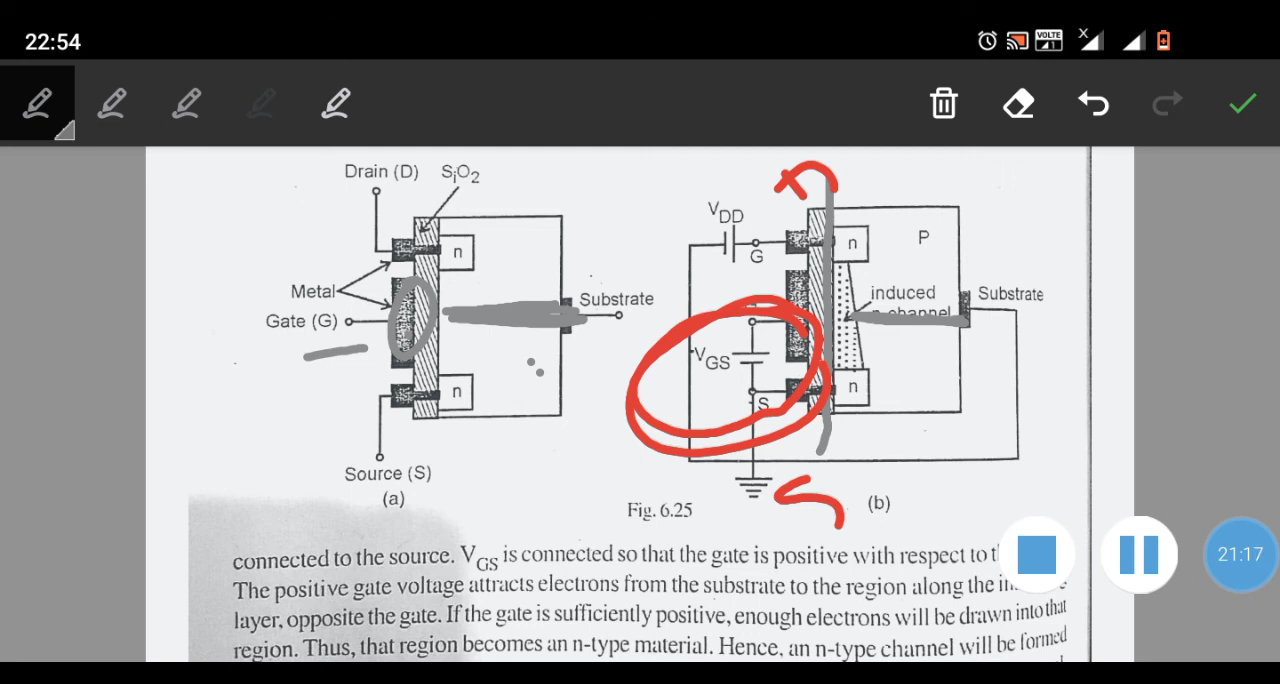 22:54
VOLTE
1
X
Drain (D) SiO2
n
Metal
Gate (G)
Substrate
n
Source (S)
(a)
VDD
G
n
P
induced
n channel
Substrate
VGS
S
n
(b)
Fig. 6.25
connected to the source. VGS is connected so that the gate is positive with respect to
The positive gate voltage attracts electrons from the substrate to the region along the
layer, opposite the gate. If the gate is sufficiently positive, enough electrons will be drawn into that
region. Thus, that region becomes an n-type material. Hence, an n-type channel will be formed
21:17